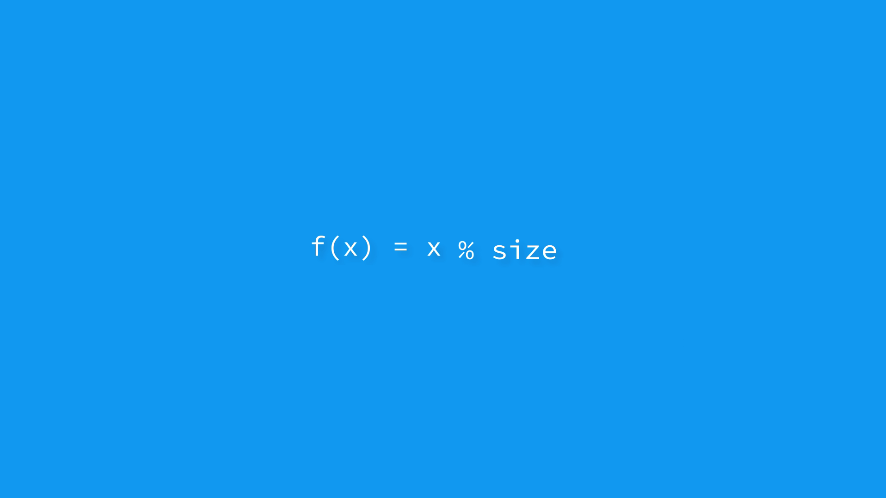 f(x) = x % size